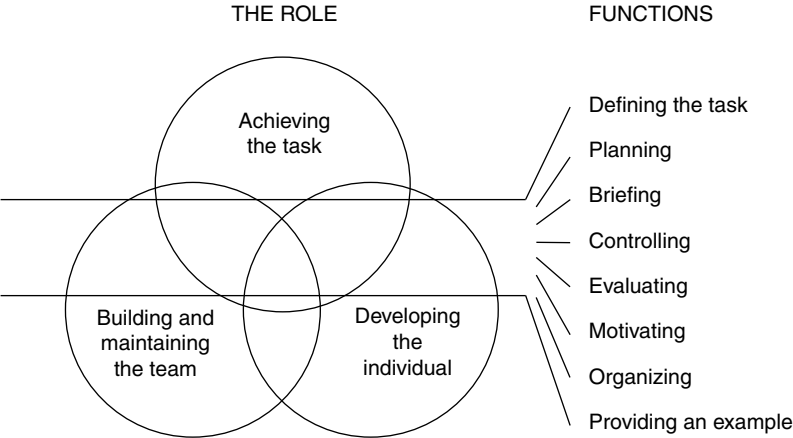 THE ROLE
FUNCTIONS
Achieving
the task
Building and
maintaining
the team
Developing
the
individual
Defining the task
Planning
Briefing
Controlling
Evaluating
Motivating
Organizing
Providing an example